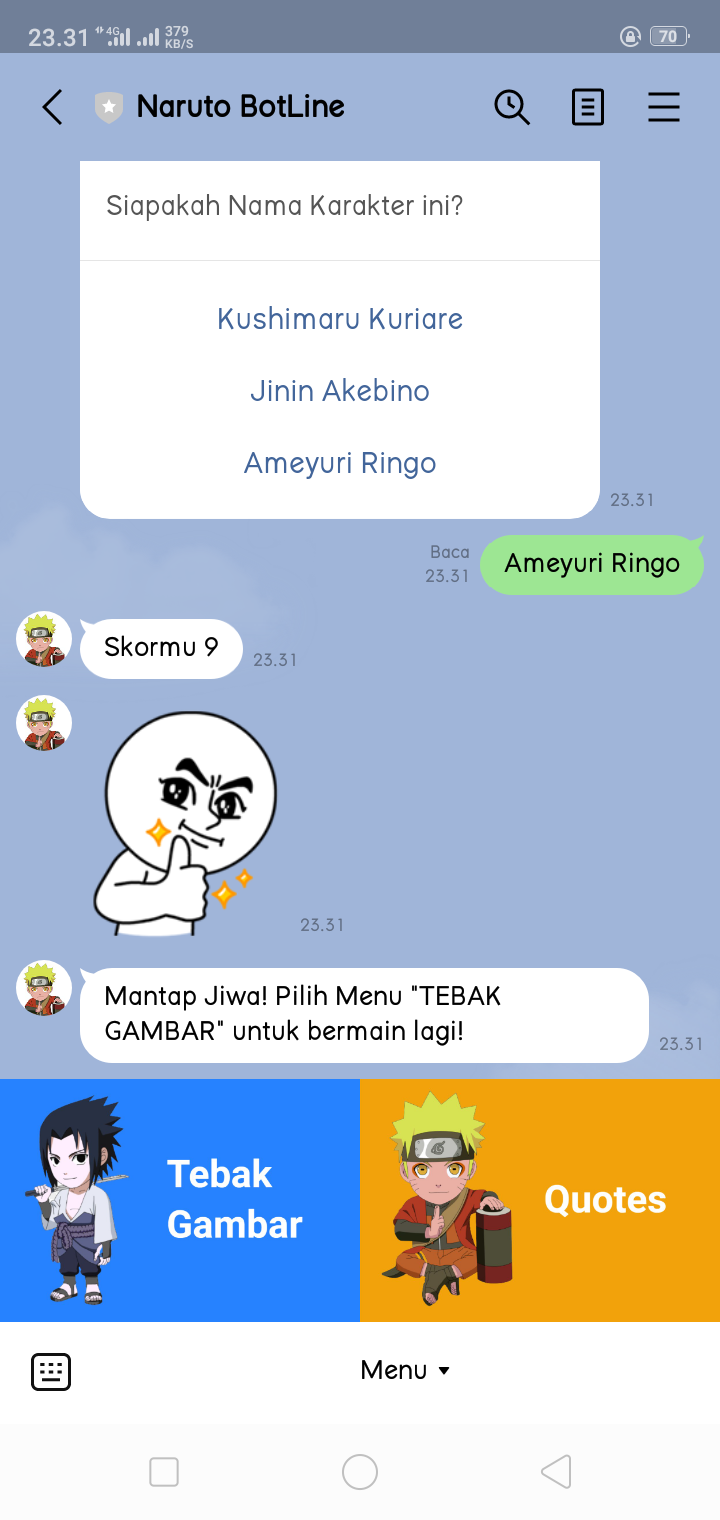 23.31 4G 379 KB/S 70
Naruto BotLine
Siapakah Nama Karakter ini?
Kushimaru Kuriare
Jinin Akebino
Ameyuri Ringo
23.31
Baca
23.31
Ameyuri Ringo
Skormu 9
23.31
23.31
Mantap Jiwa! Pilih Menu "TEBAK
GAMBAR" untuk bermain lagi!
23.31
Tebak
Gambar
Quotes
Menu